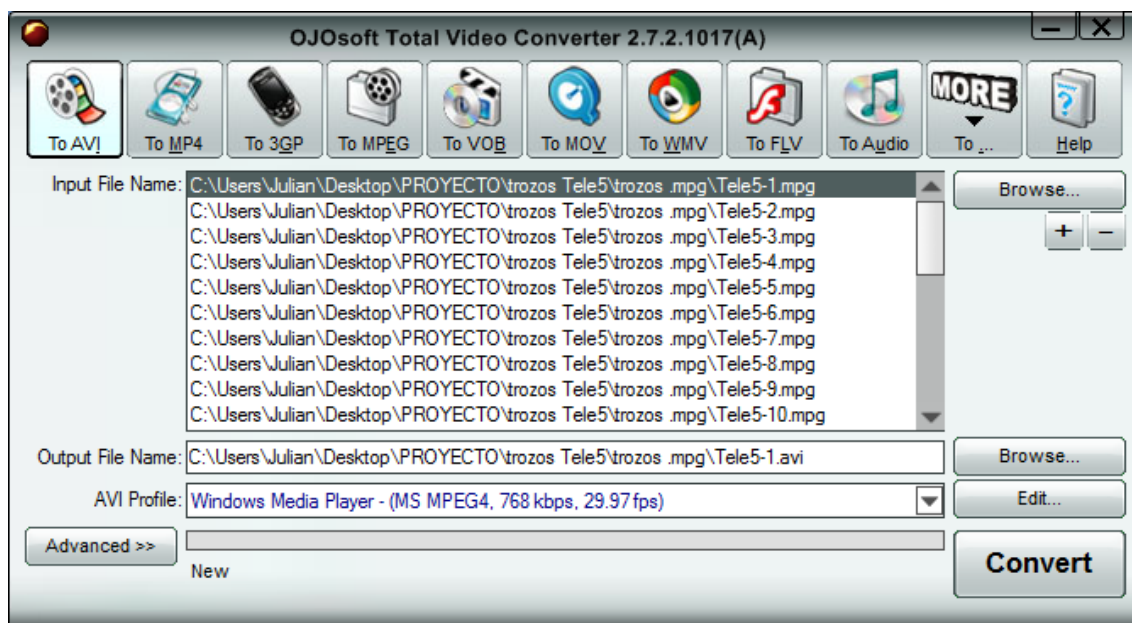 OJOsoft Total Video Converter 2.7.2.1017(A)
To AVI To MP4 To 3GP To MPEG To VOB To MOV To WMV To FLV To Audio MORE To ... Help
Input File Name: C:\Users\Julian\Desktop\PROYECTO\trozos Tele5\trozos .mpg\Tele5-1.mpg Browse...
C:\Users\Julian\Desktop\PROYECTO\trozos Tele5\trozos .mpg\Tele5-2.mpg
C:\Users\Julian\Desktop\PROYECTO\trozos Tele5\trozos .mpg\Tele5-3.mpg + -
C:\Users\Julian\Desktop\PROYECTO\trozos Tele5\trozos .mpg\Tele5-4.mpg
C:\Users\Julian\Desktop\PROYECTO\trozos Tele5\trozos .mpg\Tele5-5.mpg
C:\Users\Julian\Desktop\PROYECTO\trozos Tele5\trozos .mpg\Tele5-6.mpg
C:\Users\Julian\Desktop\PROYECTO\trozos Tele5\trozos .mpg\Tele5-7.mpg
C:\Users\Julian\Desktop\PROYECTO\trozos Tele5\trozos .mpg\Tele5-8.mpg
C:\Users\Julian\Desktop\PROYECTO\trozos Tele5\trozos .mpg\Tele5-9.mpg
C:\Users\Julian\Desktop\PROYECTO\trozos Tele5\trozos .mpg\Tele5-10.mpg
Output File Name: C:\Users\Julian\Desktop\PROYECTO\trozos Tele5\trozos .mpg\Tele5-1.avi Browse...
AVI Profile: Windows Media Player - (MS MPEG4, 768 kbps, 29.97 fps) Edit...
Advanced >>
New
Convert